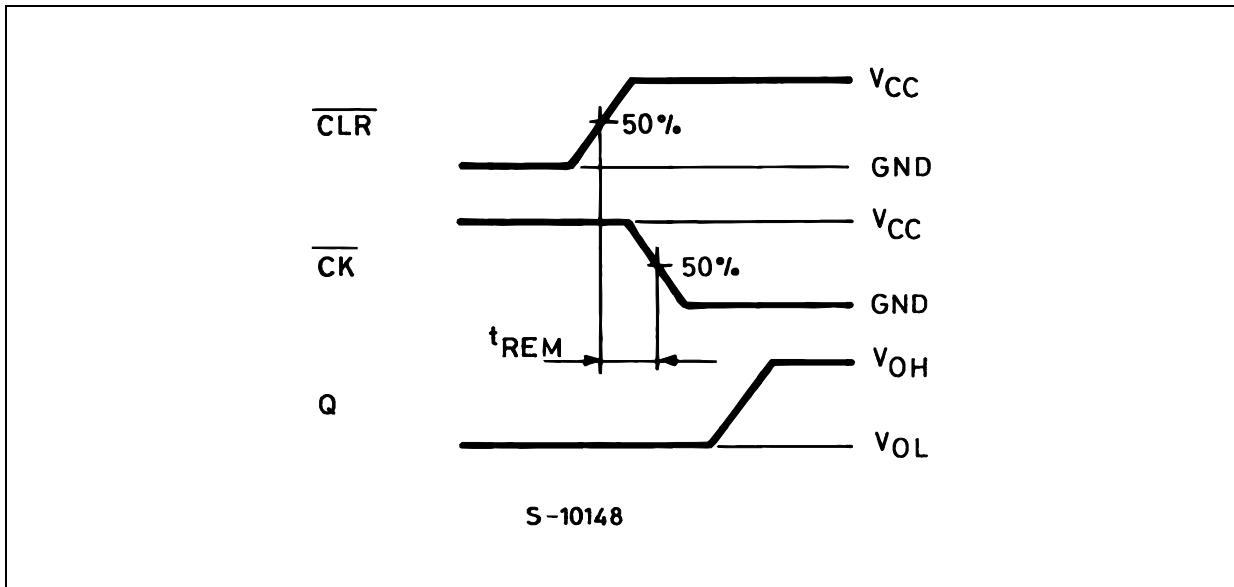 VCC
CLR
50%
GND
VCC
CK
50%
GND
tREM
VOH
Q
VOL
S-10148